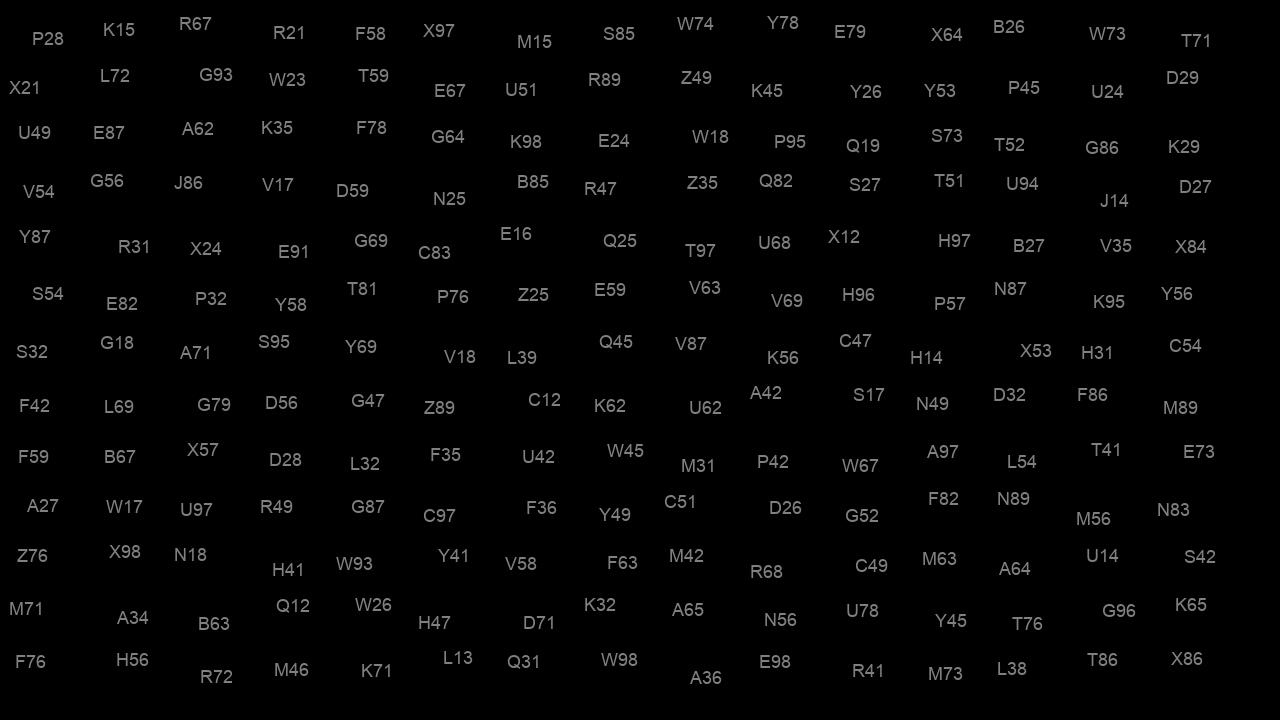 P28 K15 R67 R21 F58 X97 M15 S85 W74 Y78 E79 X64 B26 W73 T71
X21 L72 G93 W23 T59 E67 U51 R89 Z49 K45 Y26 Y53 P45 U24 D29
U49 E87 A62 K35 F78 G64 K98 E24 W18 P95 Q19 S73 T52 G86 K29
V54 G56 J86 V17 D59 N25 B85 R47 Z35 Q82 S27 T51 U94 J14 D27
Y87 R31 X24 E91 G69 C83 E16 Q25 T97 U68 X12 H97 B27 V35 X84
S54 E82 P32 Y58 T81 P76 Z25 E59 V63 V69 H96 P57 N87 K95 Y56
S32 G18 A71 S95 Y69 V18 L39 Q45 V87 K56 C47 H14 X53 H31 C54
F42 L69 G79 D56 G47 Z89 C12 K62 U62 A42 S17 N49 D32 F86 M89
F59 B67 X57 D28 L32 F35 U42 W45 M31 P42 W67 A97 L54 T41 E73
A27 W17 U97 R49 G87 C97 F36 Y49 C51 D26 G52 F82 N89 M56 N83
Z76 X98 N18 H41 W93 Y41 V58 F63 M42 R68 C49 M63 A64 U14 S42
M71 A34 B63 Q12 W26 H47 D71 K32 A65 N56 U78 Y45 T76 G96 K65
F76 H56 R72 M46 K71 L13 Q31 W98 A36 E98 R41 M73 L38 T86 X86